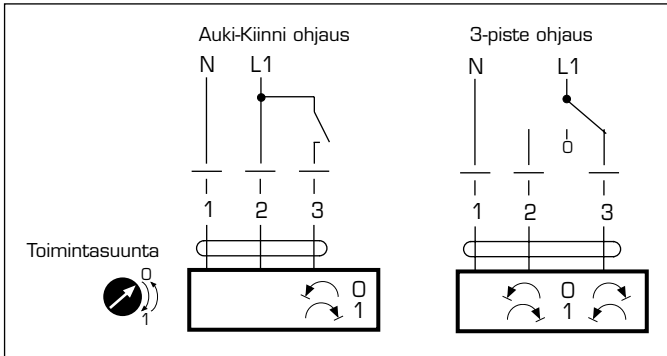 Auki-Kiinni ohjaus
N L1
1 2 3
Toimintasuunta
0
1
0
1
3-piste ohjaus
N L1
0
1 2 3
0
1